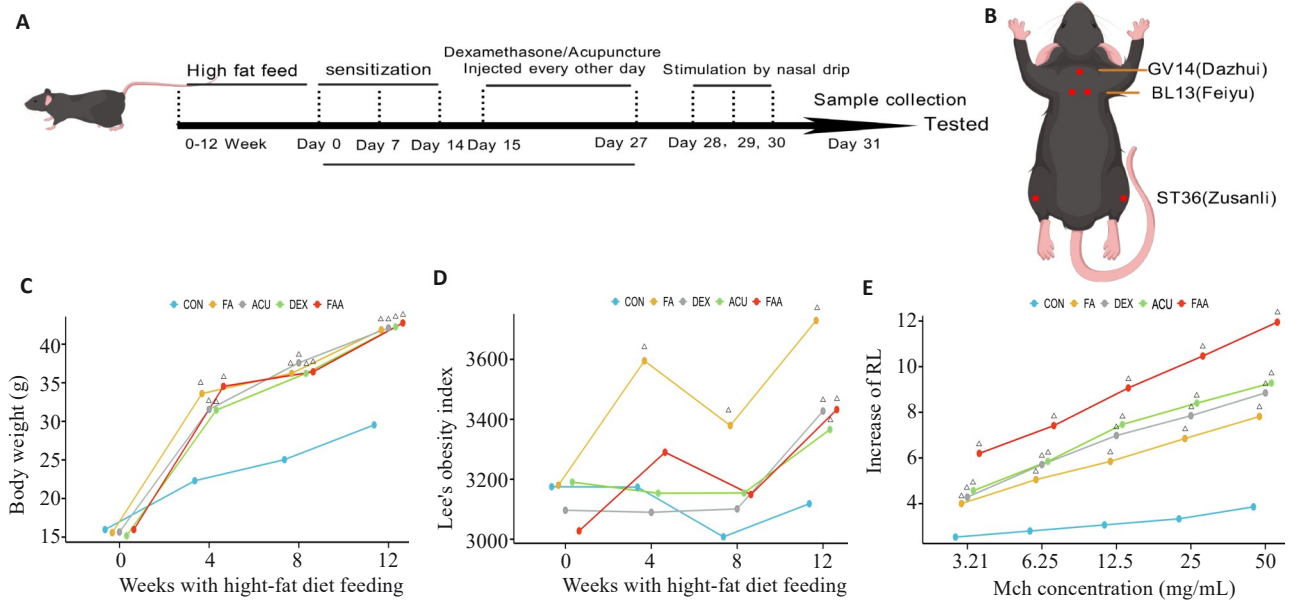 A
Dexamethasone/Acupuncture
High fat feed
sensitization
Injected every other day
Stimulation by nasal drip
Sample collection
Tested
0-12 Week
Day 0
Day 7
Day 14
Day 15
Day 27
Day 28, 29, 30
Day 31
B
GV14(Dazhui)
BL13(Feiyu)
ST36(Zusanli)
C
CON FA ACU DEX FAA
Body weight (g)
40
35
30
25
20
15
0 4 8 12
Weeks with hight-fat diet feeding
D
CON FA DEX ACU FAA
Lee's obesity index
3600
3400
3200
3000
0 4 8 12
Weeks with hight-fat diet feeding
E
CON FA DEX ACU FAA
Increase of RL
12
10
8
6
4
3.21 6.25 12.5 25 50
Mch concentration (mg/mL)